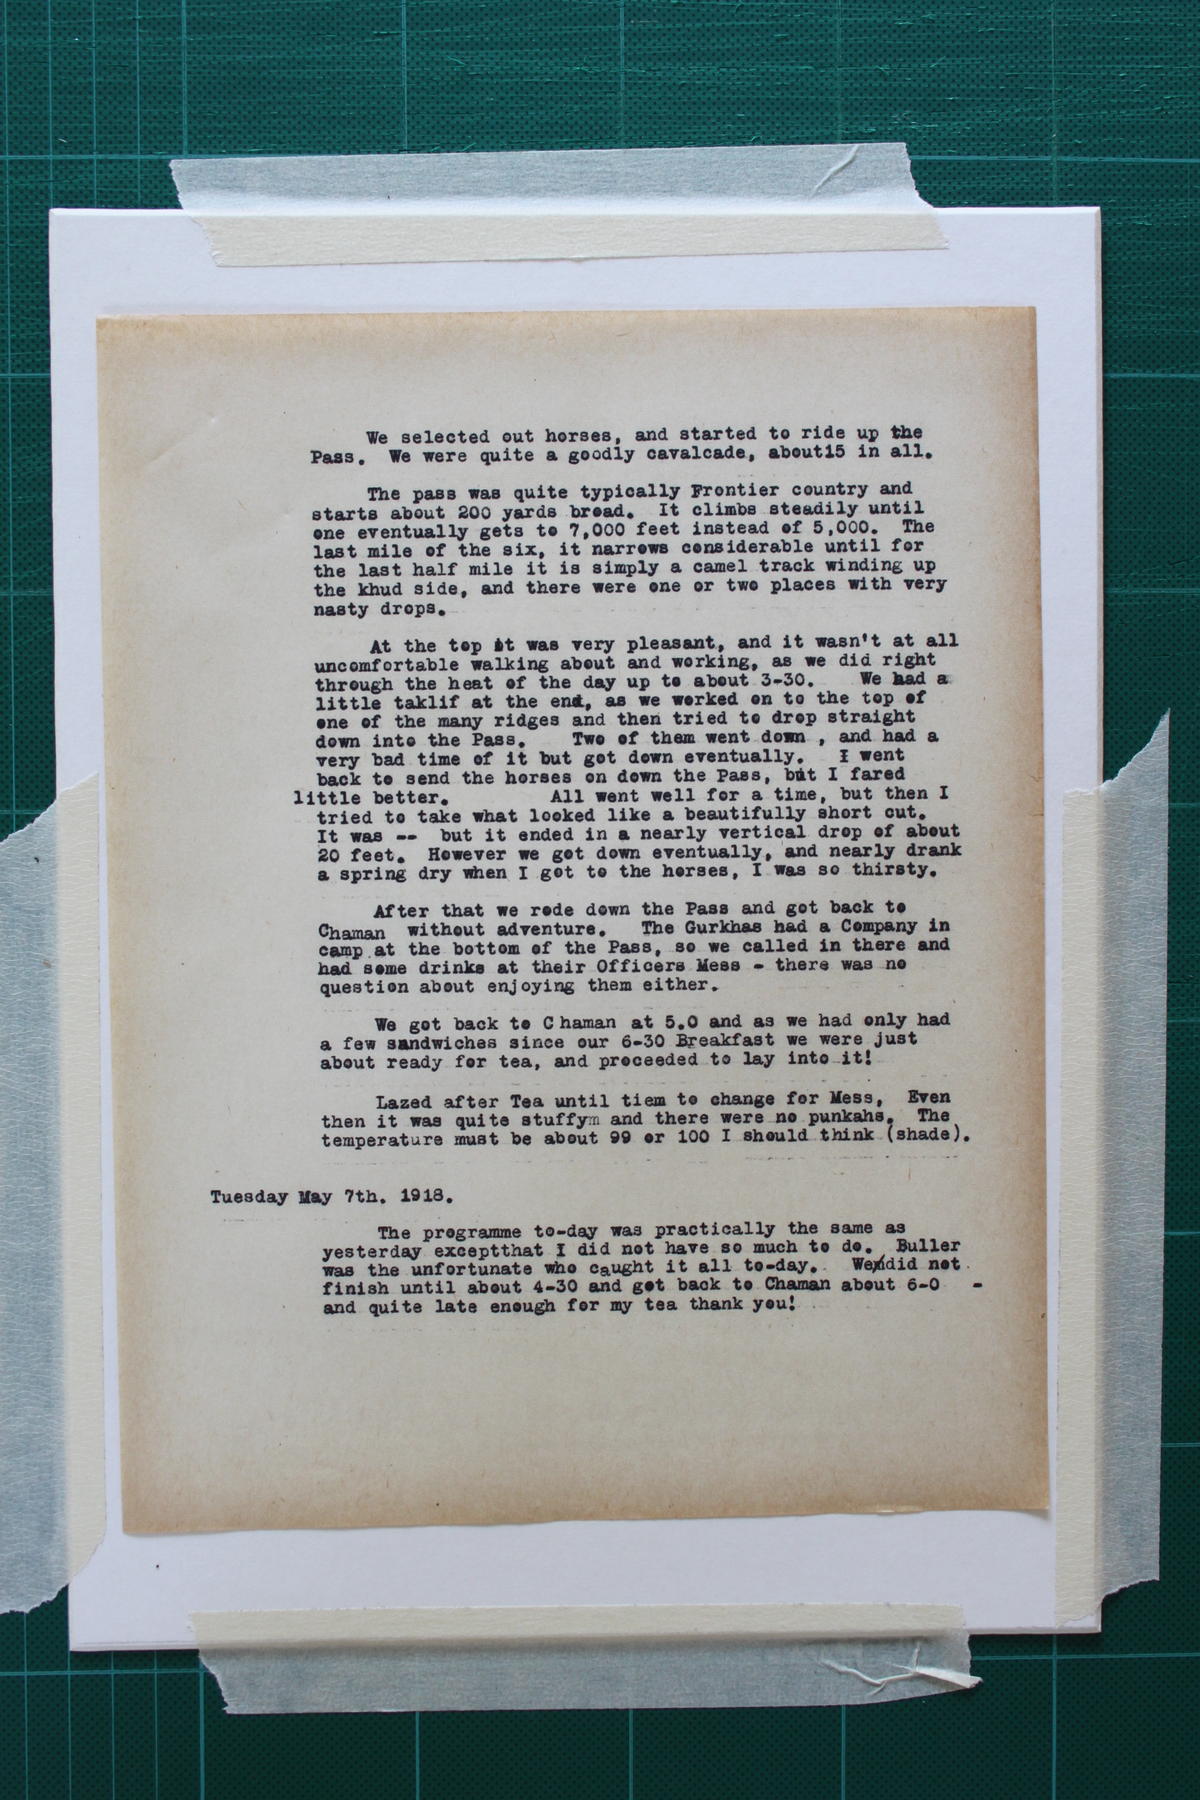 We selected out horses, and started to ride up the
Pass.  We were quite a goodly cavalcade, about15 in all.
The pass was quite typically Frontier country and
starts about 200 yards broad.  It climbs steadily until
one eventually gets to 7,000 feet instead of 5,000.  The
last mile of the six, it narrows considerable until for
the last half mile it is simply a camel track winding up
the khud side, and there were one or two places with very
nasty drops.
At the top it was very pleasant, and it wasn't at all
uncomfortable walking about and working, as we did right
through the heat of the day up to about 3-30.    We had a
little taklif at the end, as we worked on to the top of
one of the many ridges and then tried to drop straight
down into the Pass.    Two of them went down , and had a
very bad time of it but got down eventually.   I went
back to send the horses on down the Pass, but I fared
little better.          All went well for a time, but then I
tried to take what looked like a beautifully short cut.
It was --  but it ended in a nearly vertical drop of about
20 feet.  However we got down eventually, and nearly drank
a spring dry when I got to the horses, I was so thirsty.
After that we rode down the Pass and got back to
Chaman  without adventure.   The Gurkhas had a Company in
camp at the bottom of the Pass, so we called in there and
had some drinks at their Officers Mess - there was no
question about enjoying them either.
We got back to C haman at 5.0 and as we had only had
a few sandwiches since our 6-30 Breakfast we were just
about ready for tea, and proceeded to lay into it!
Lazed after Tea until tiem to change for Mess,  Even
then it was quite stuffym and there were no punkahs.  The
temperature must be about 99 or 100 I should think (shade).
Tuesday May 7th. 1918.
The programme to-day was practically the same as
yesterday exceptthat I did not have so much to do.  Buller
was the unfortunate who caught it all to-day.   We did not
finish until about 4-30 and got back to Chaman about 6-0   -
and quite late enough for my tea thank you!